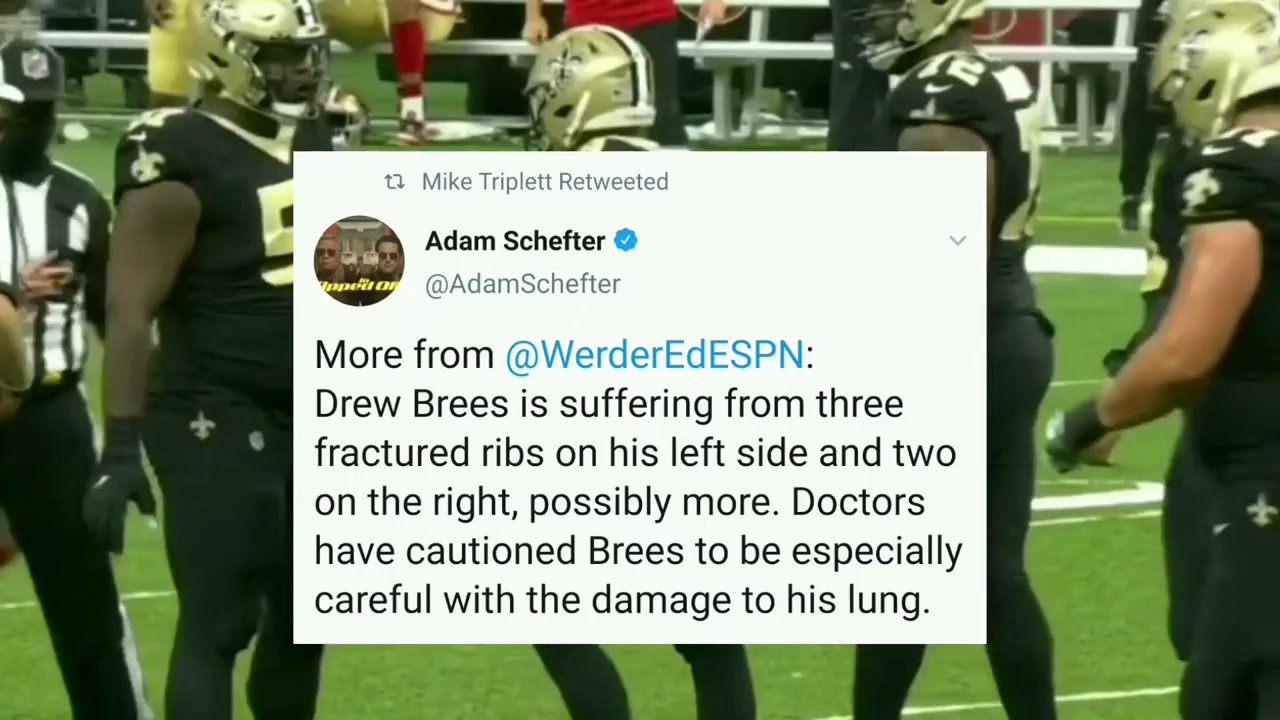 Mike Triplett Retweeted
Adam Schefter
@AdamSchefter
More from @WerderEdESPN:
Drew Brees is suffering from three
fractured ribs on his left side and two
on the right, possibly more. Doctors
have cautioned Brees to be especially
careful with the damage to his lung.